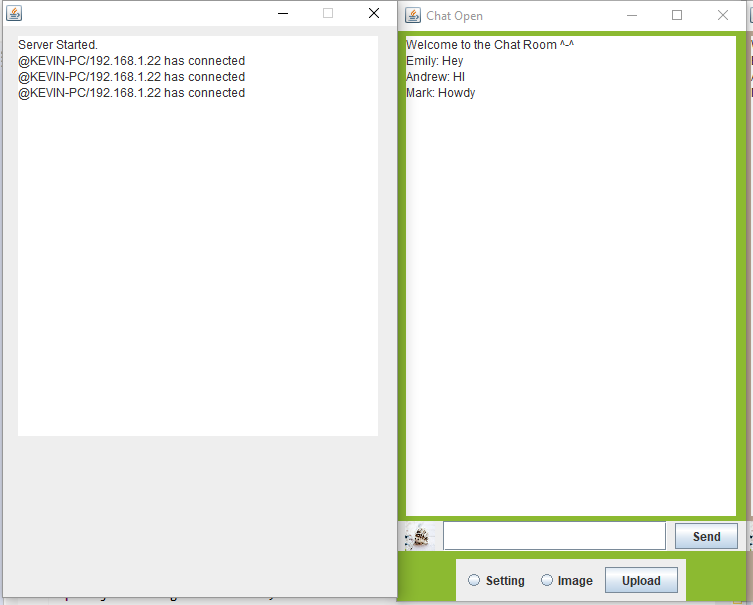 Server Started.
@KEVIN-PC/192.168.1.22 has connected
@KEVIN-PC/192.168.1.22 has connected
@KEVIN-PC/192.168.1.22 has connected
Chat Open
Welcome to the Chat Room ^-^
Emily: Hey
Andrew: HI
Mark: Howdy
Send
Setting
Image
Upload